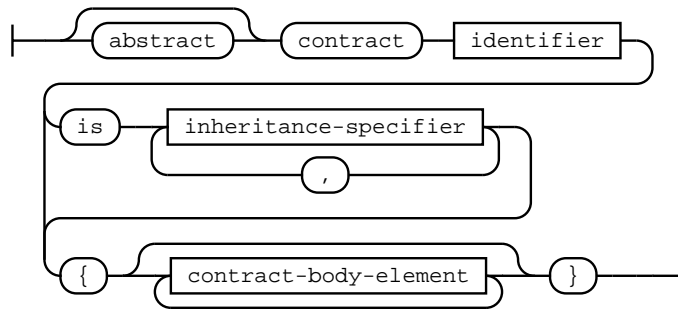 abstract contract identifier
is inheritance-specifier
,
{ contract-body-element }